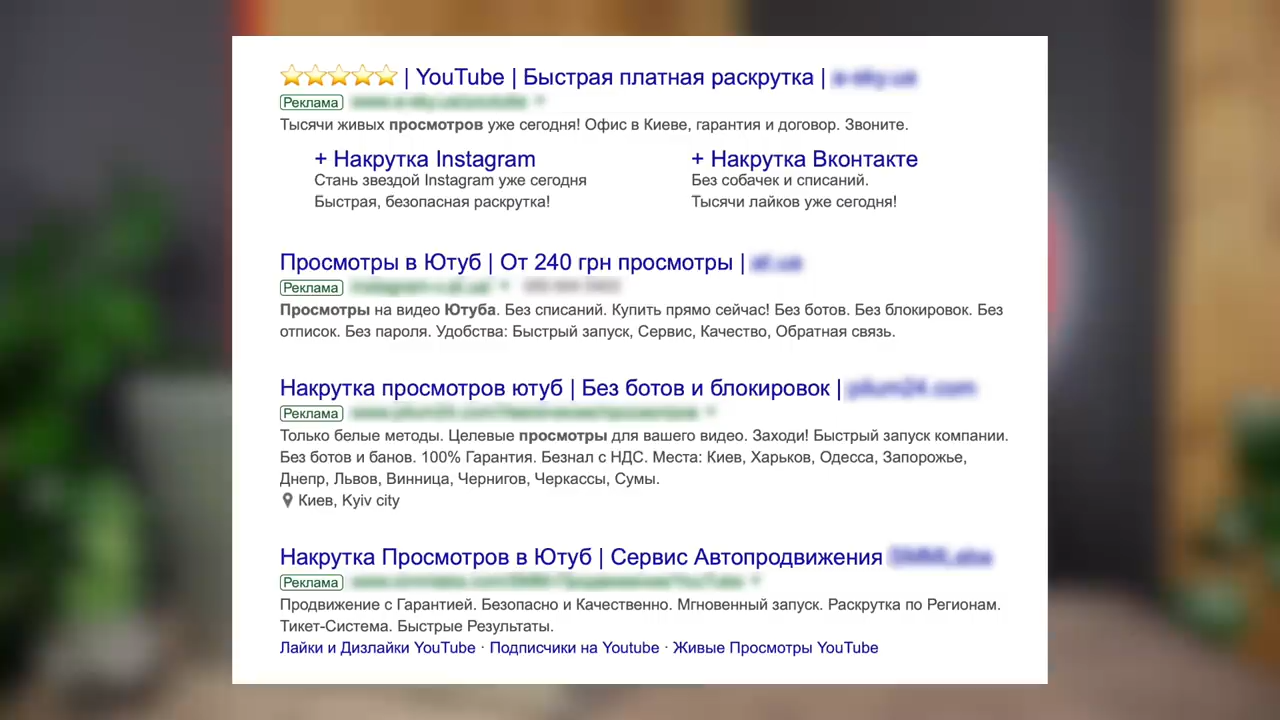 ⭐⭐⭐⭐⭐ | YouTube | Быстрая платная раскрутка |
Реклама
Тысячи живых просмотров уже сегодня! Офис в Киеве, гарантия и договор. Звоните.
+ Накрутка Instagram
Стань звездой Instagram уже сегодня
Быстрая, безопасная раскрутка!
+ Накрутка Вконтакте
Без собачек и списаний.
Тысячи лайков уже сегодня!
Просмотры в Ютуб | От 240 грн просмотры |
Реклама
Просмотры на видео Ютуба. Без списаний. Купить прямо сейчас! Без ботов. Без блокировок. Без
отписок. Без пароля. Удобства: Быстрый запуск, Сервис, Качество, Обратная связь.
Накрутка просмотров ютуб | Без ботов и блокировок |
Реклама
Только белые методы. Целевые просмотры для вашего видео. Заходи! Быстрый запуск компании.
Без ботов и банов. 100% Гарантия. Безнал с НДС. Места: Киев, Харьков, Одесса, Запорожье,
Днепр, Львов, Винница, Чернигов, Черкассы, Сумы.
Киев, Kyiv city
Накрутка Просмотров в Ютуб | Сервис Автопродвижения
Реклама
Продвижение с Гарантией. Безопасно и Качественно. Мгновенный запуск. Раскрутка по Регионам.
Тикет-Система. Быстрые Результаты.
Лайки и Дизлайки YouTube · Подписчики на Youtube · Живые Просмотры YouTube